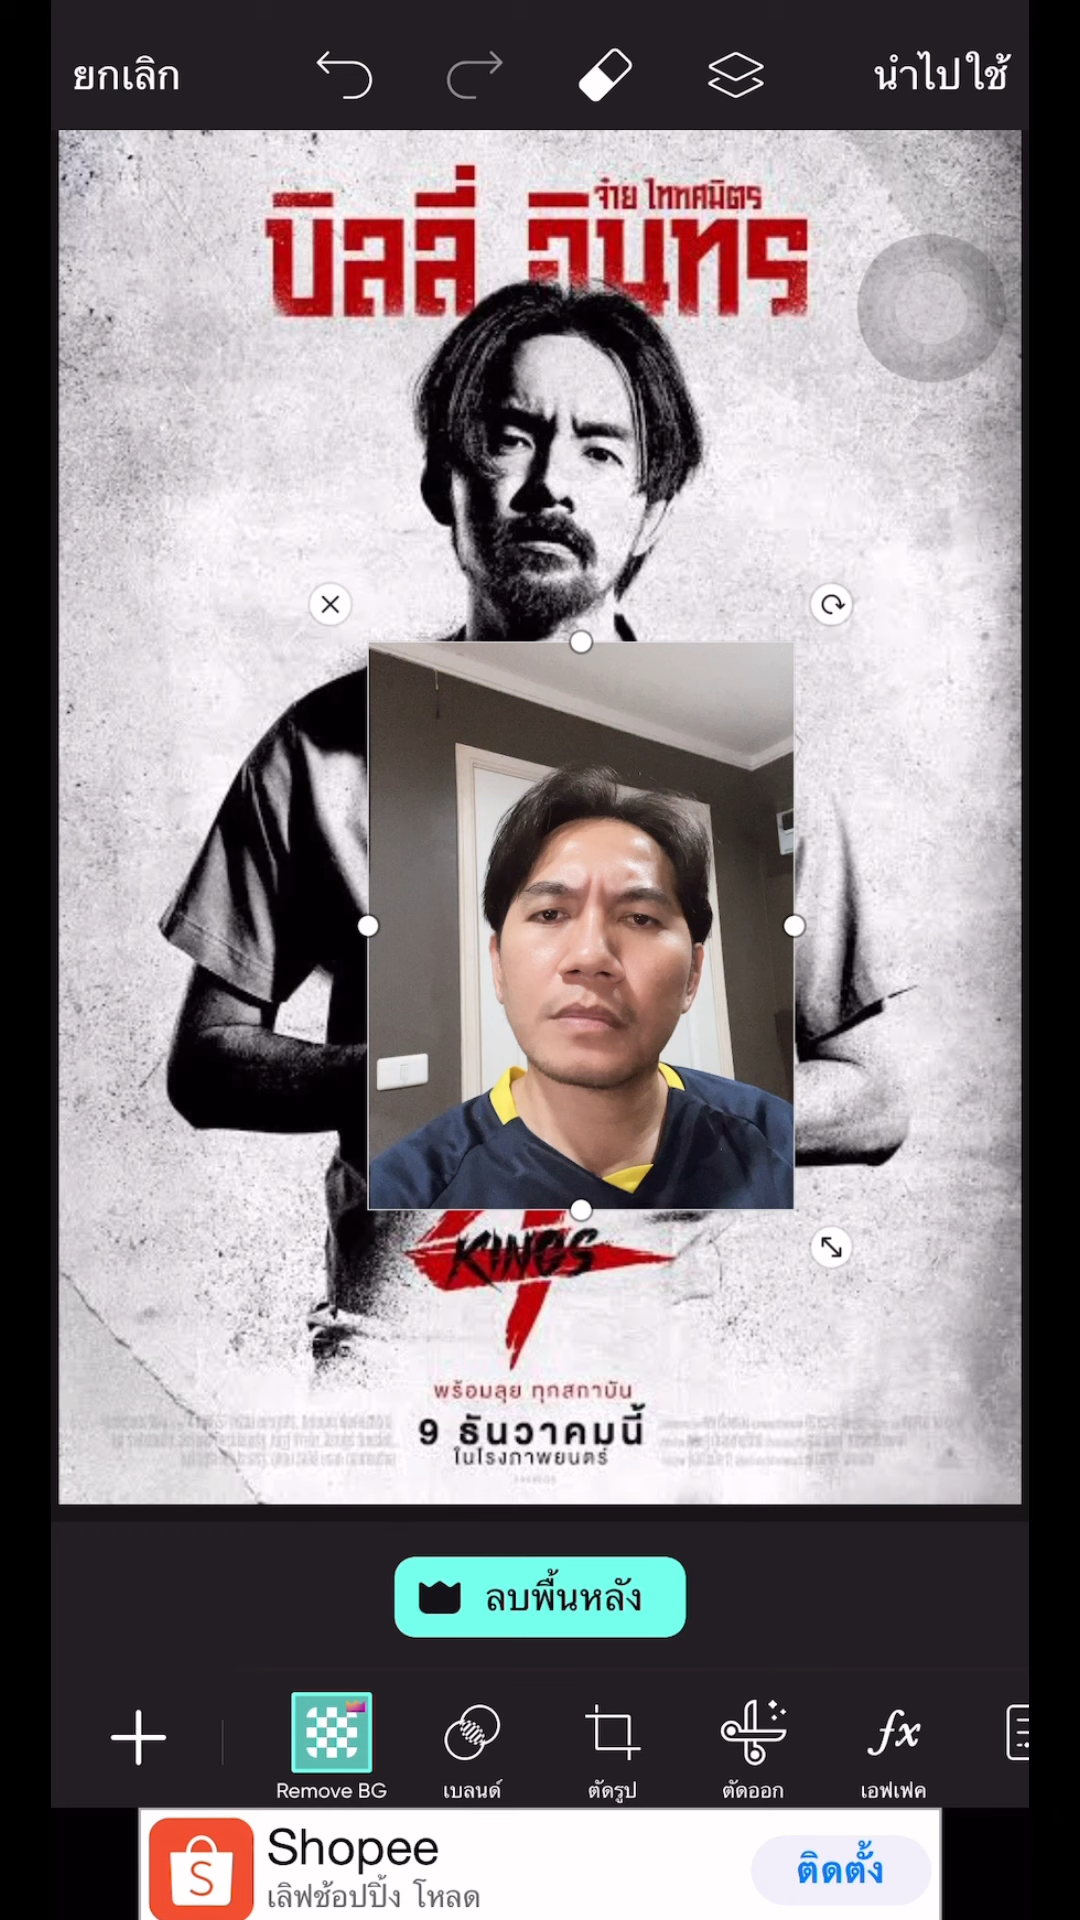 ยกเลิก
นำไปใช้
จ๋าย ไททศมิตร
บิลลี่ อินทร
4
KINGS
พร้อมลุย ทุกสถาบัน
9 ธันวาคมนี้
ในโรงภาพยนตร์
ลบพื้นหลัง
Remove BG
เบลนด์
ตัดรูป
ตัดออก
fx
เอฟเฟค
Shopee
เลิฟช้อปปิ้ง โหลด
ติดตั้ง